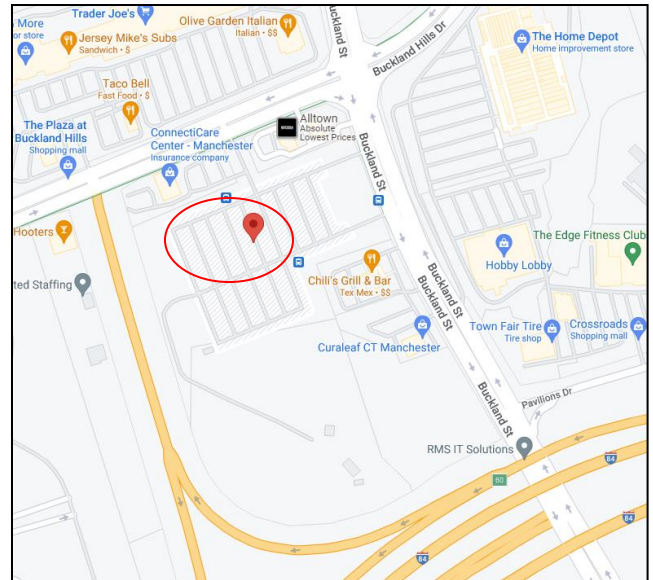 Trader Joe's
Olive Garden Italian
Italian • $$
More
or store
Jersey Mike's Subs
Sandwich • $
Buckland St
Buckland Hills Dr
The Home Depot
Home improvement store
Taco Bell
Fast Food • $
The Plaza at
Buckland Hills
Shopping mall
ConnectiCare
Center - Manchester
Insurance company
Alltown
Absolute
Lowest Prices
Buckland St
Hooters
ted Staffing
Chili's Grill & Bar
Tex Mex • $$
Buckland St
Buckland St
The Edge Fitness Club
Hobby Lobby
Curaleaf CT Manchester
Town Fair Tire
Tire shop
Crossroads
Shopping mall
Buckland St
Pavilions Dr
RMS IT Solutions
84
60
84
84